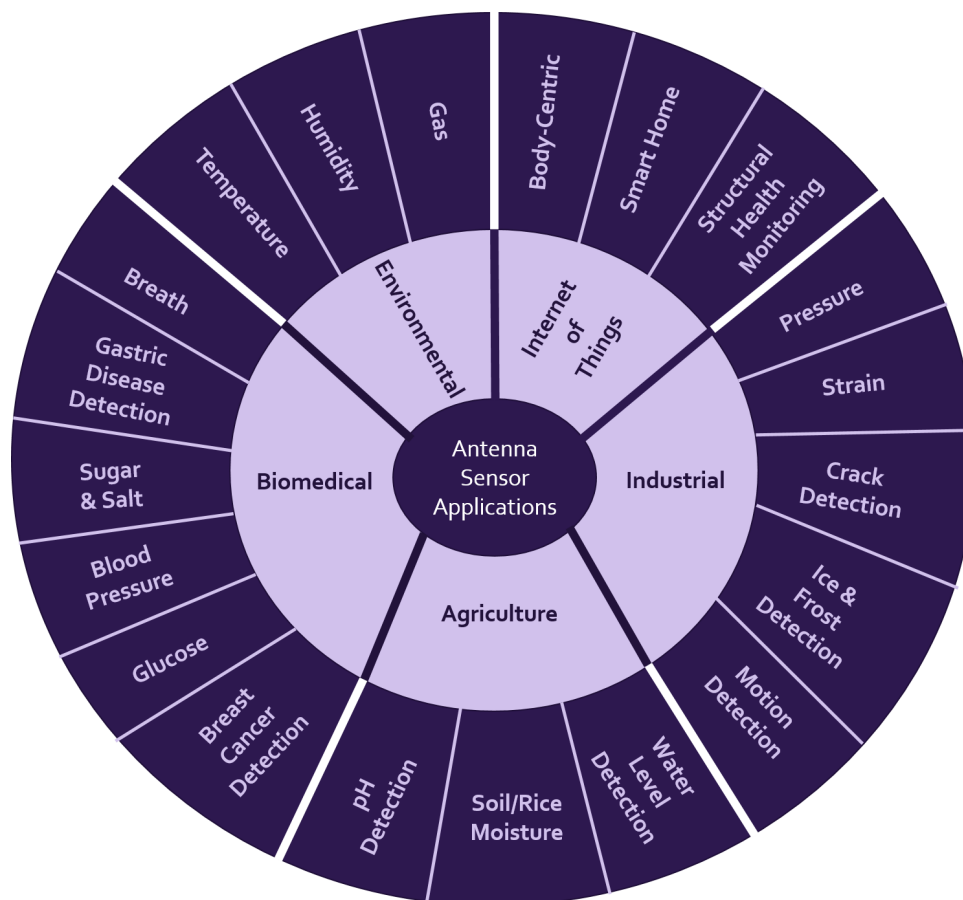 Antenna
Sensor
Applications
Environmental
Temperature
Humidity
Gas
Internet
of
Things
Body-Centric
Smart Home
Structural
Health
Monitoring
Industrial
Pressure
Strain
Crack
Detection
Ice &
Frost
Detection
Motion
Detection
Agriculture
Water
Level
Detection
Soil/Rice
Moisture
pH
Detection
Biomedical
Breast
Cancer
Detection
Glucose
Blood
Pressure
Sugar
& Salt
Gastric
Disease
Detection
Breath